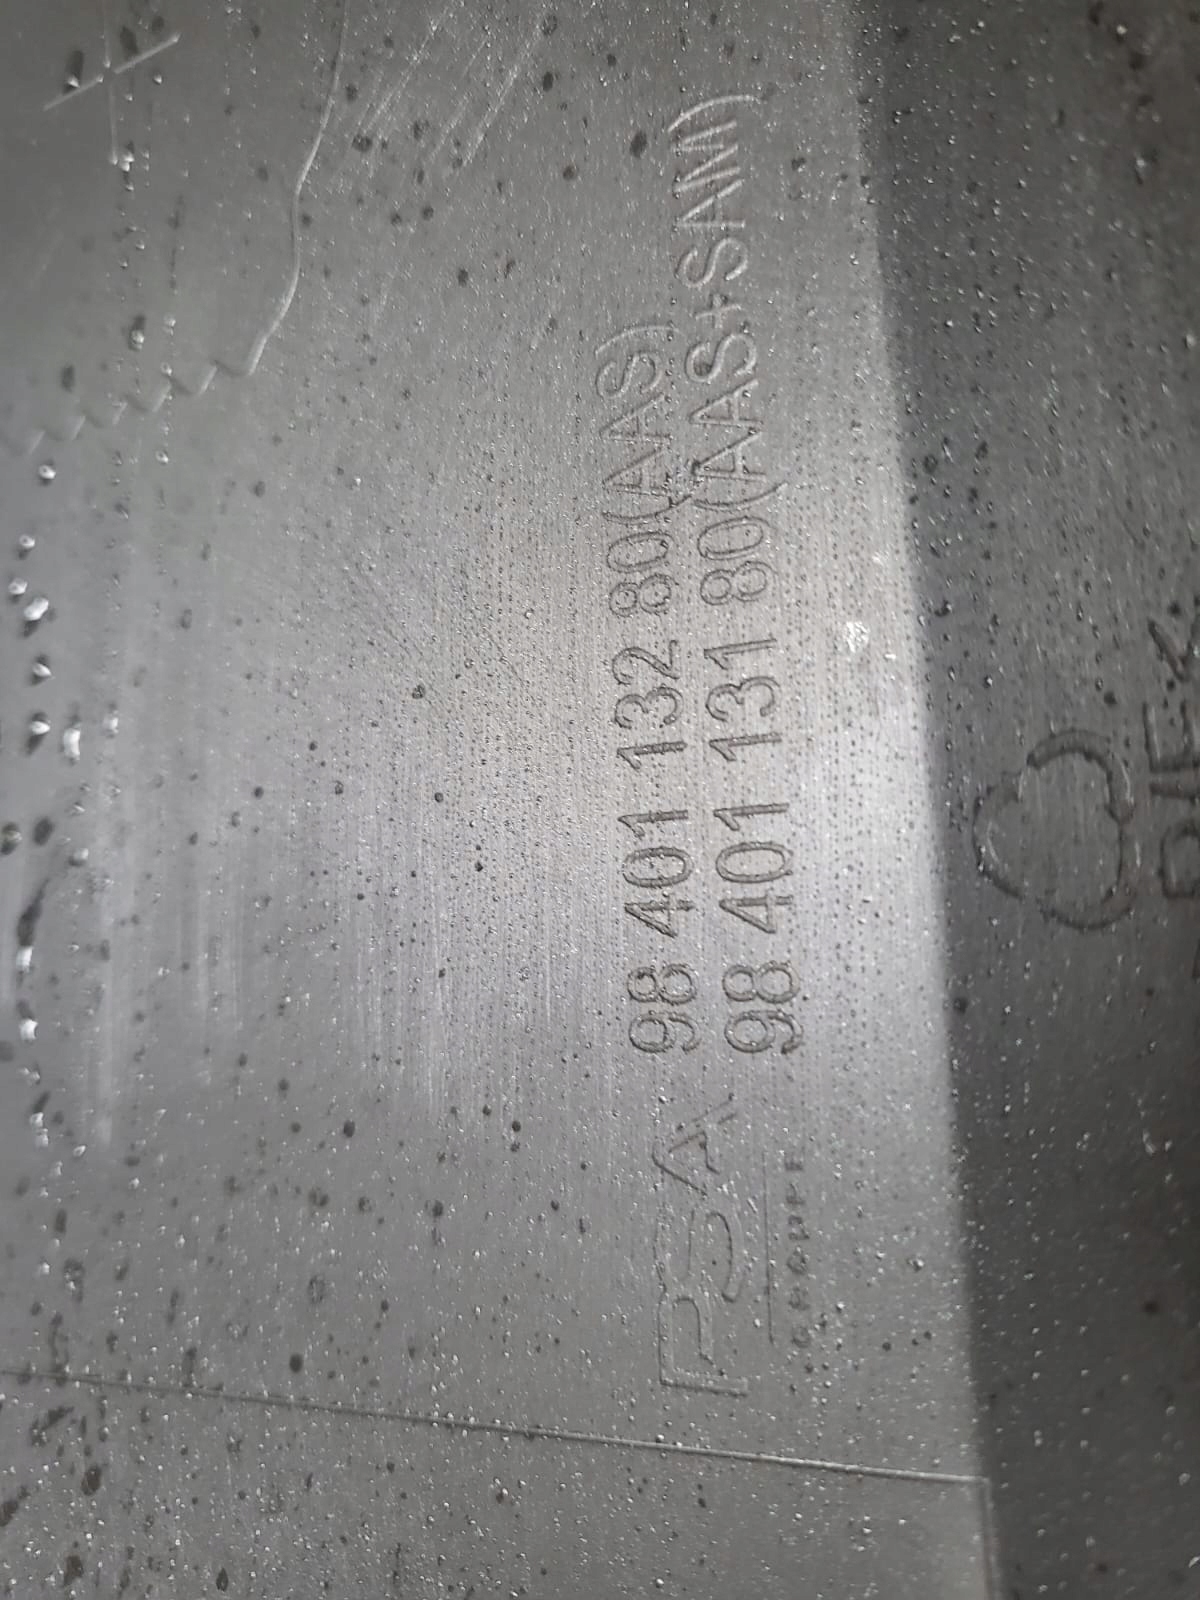 PSA 98 401 132 80(AAS)
GROUPE 98 401 131 80(AAS+SAM)